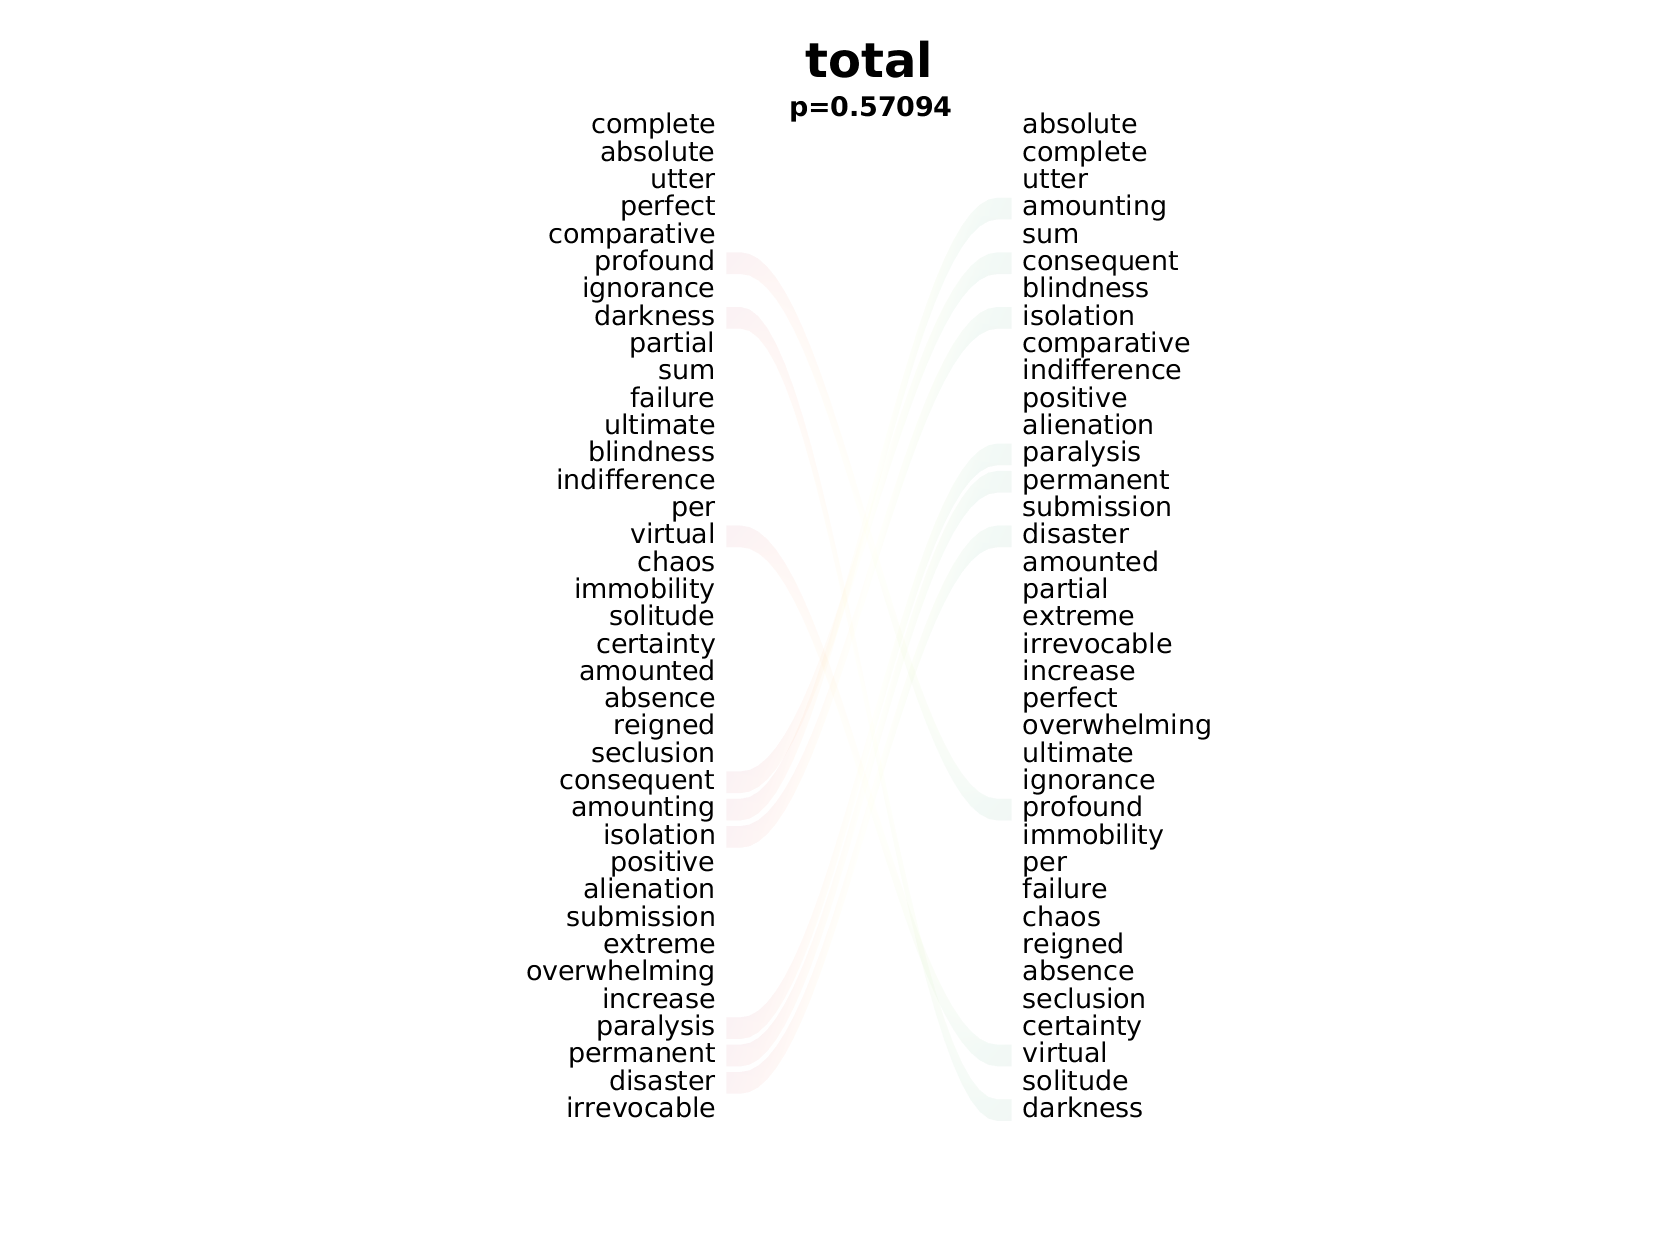 total
p=0.57094
complete absolute
absolute complete
utter utter
perfect amounting
comparative sum
profound consequent
ignorance blindness
darkness isolation
partial comparative
sum indifference
failure positive
ultimate alienation
blindness paralysis
indifference permanent
per submission
virtual disaster
chaos amounted
immobility partial
solitude extreme
certainty irrevocable
amounted increase
absence perfect
reigned overwhelming
seclusion ultimate
consequent ignorance
amounting profound
isolation immobility
positive per
alienation failure
submission chaos
extreme reigned
overwhelming absence
increase seclusion
paralysis certainty
permanent virtual
disaster solitude
irrevocable darkness